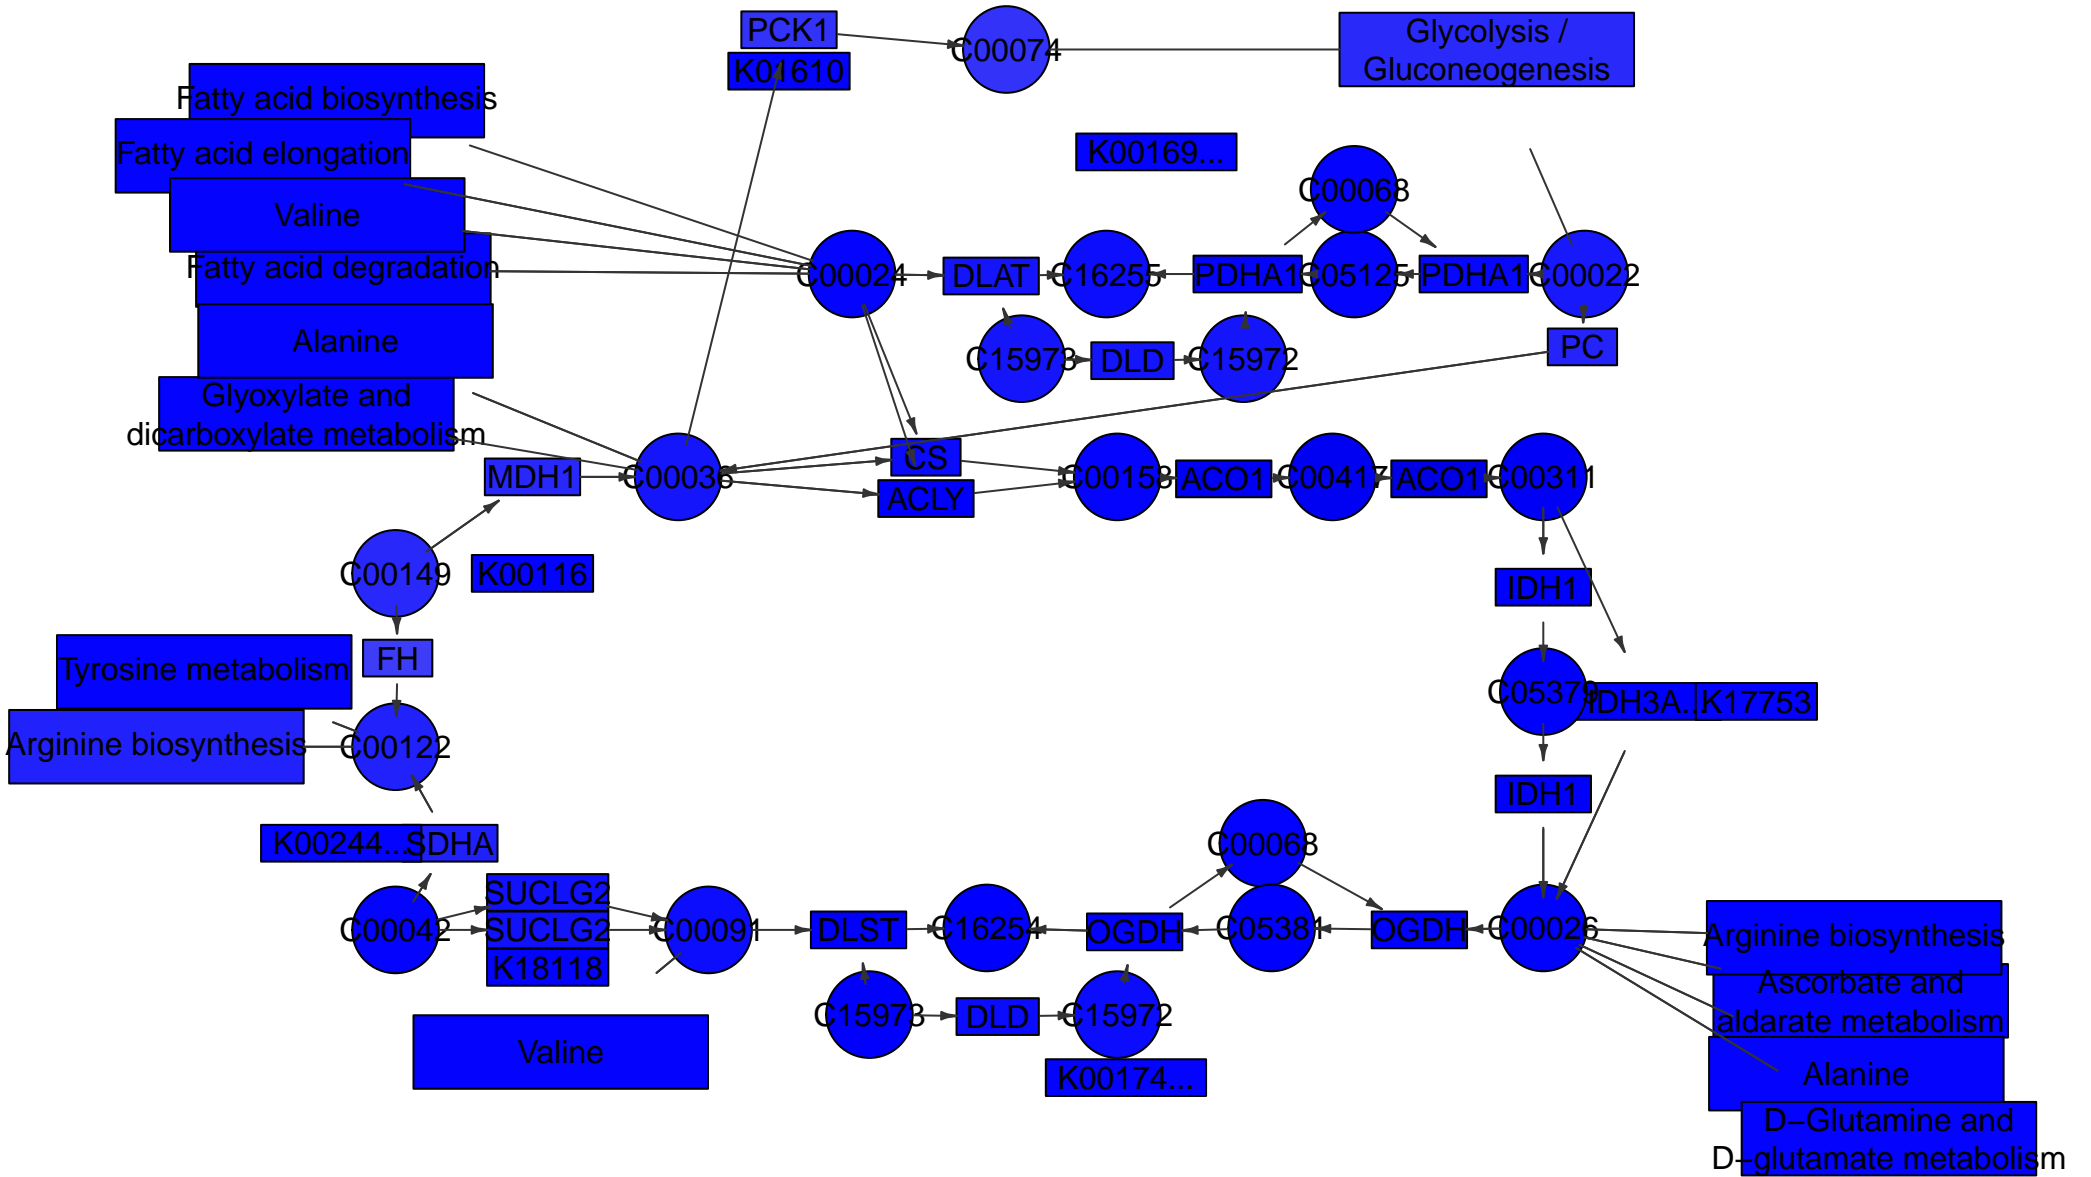 PCK1
C00074
Glycolysis /
Gluconeogenesis
K01610
Fatty acid biosynthesis
Fatty acid elongation
K00169...
C00068
Valine
Fatty acid degradation
C00024
DLAT
C16255
PDHA1
C05125
PDHA1
C00022
Alanine
C15973
DLD
C15972
PC
Glyoxylate and
dicarboxylate metabolism
MDH1
C00036
CS
ACLY
C00158
ACO1
C00417
ACO1
C00311
C00149
K00116
IDH1
FH
Tyrosine metabolism
C05379
IDH3A...
K17753
Arginine biosynthesis
C00122
IDH1
K00244...
SDHA
C00068
SUCLG2
C00042
SUCLG2
C00091
DLST
C16254
OGDH
C05381
OGDH
C00026
Arginine biosynthesis
K18118
Ascorbate and
aldarate metabolism
C15973
DLD
C15972
Valine
K00174...
Alanine
D−Glutamine and
D−glutamate metabolism